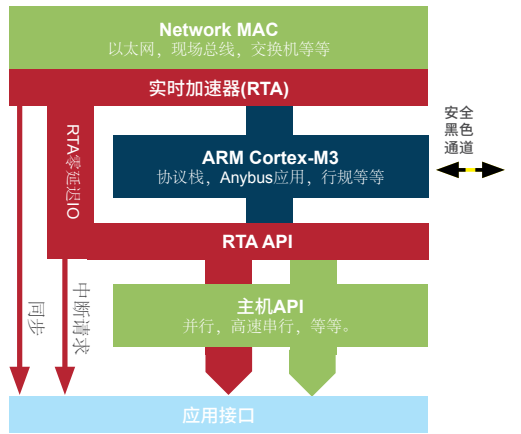 Network MAC
以太网，现场总线，交换机等等
实时加速器(RTA)
安全
黑色
通道
RTA零延迟IO
ARM Cortex-M3
协议栈，Anybus应用，行规等等
RTA API
同步
中断请求
主机API
并行，高速串行，等等。
应用接口